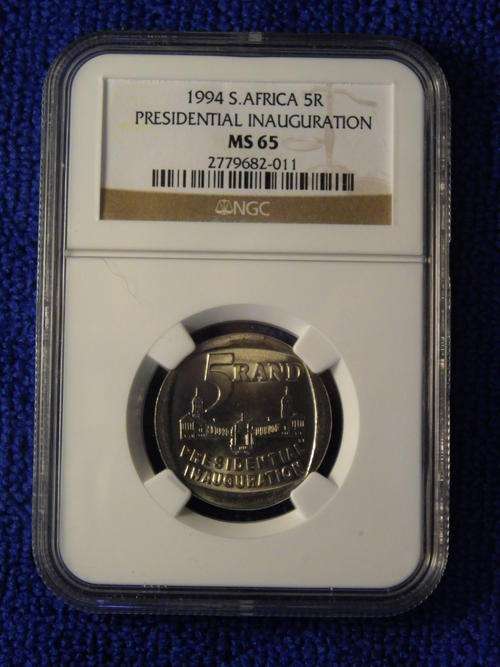 1994 S.AFRICA 5R
PRESIDENTIAL INAUGURATION
MS 65
2779682-011
NGC
5 RAND
PRESIDENTIAL
INAUGURATION